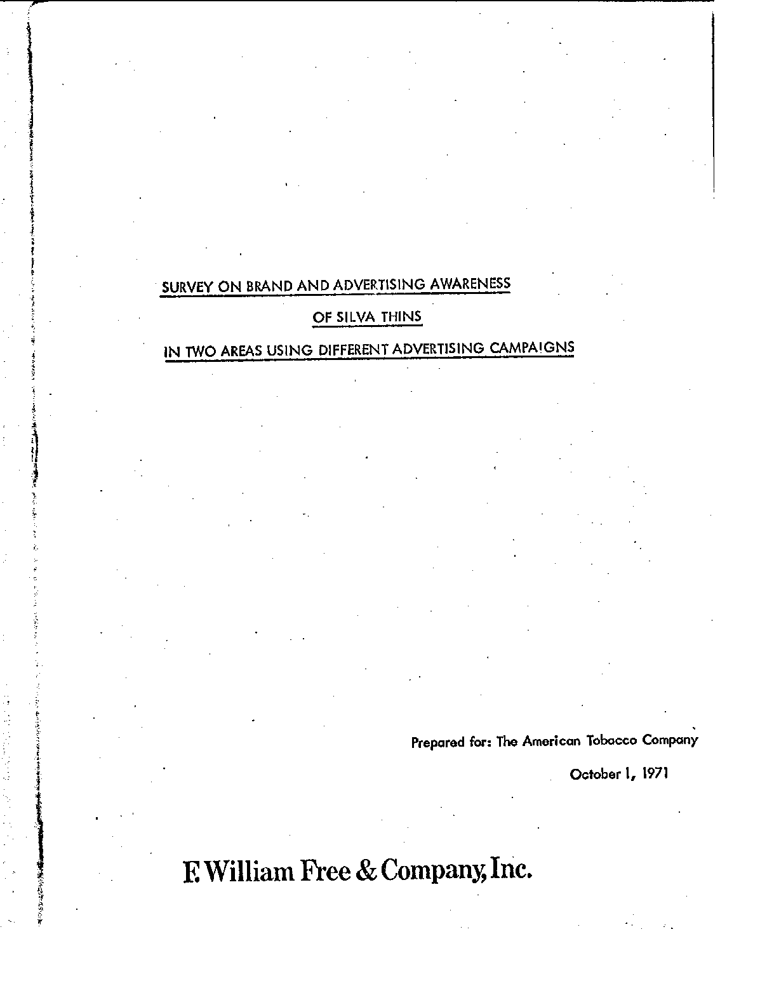 SURVEY ON BRAND AND ADVERTISING AWARENESS
OF SILVA THINS
IN TWO AREAS USING DIFFERENT ADVERTISING CAMPAIGNS
Prepared for: The American Tobacco Company
October 1, 1971
F. William Free & Company, Inc.